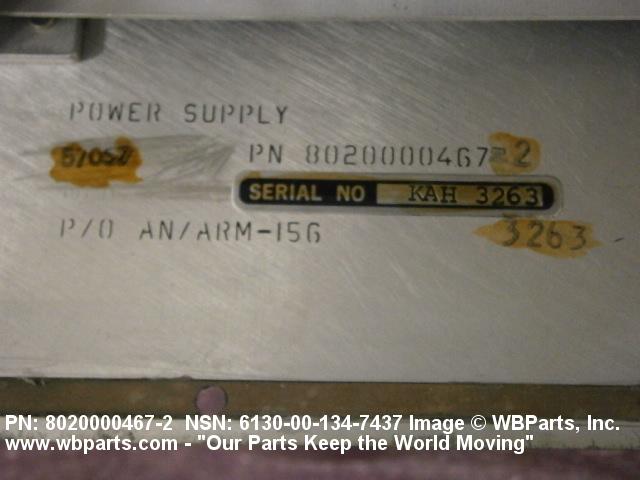 POWER SUPPLY
57057 PN 8020000467-2
SERIAL NO KAH 3263
P/O AN/ARM-156 3263
PN: 8020000467-2 NSN: 6130-00-134-7437 Image © WBParts, Inc.
www.wbparts.com - "Our Parts Keep the World Moving"